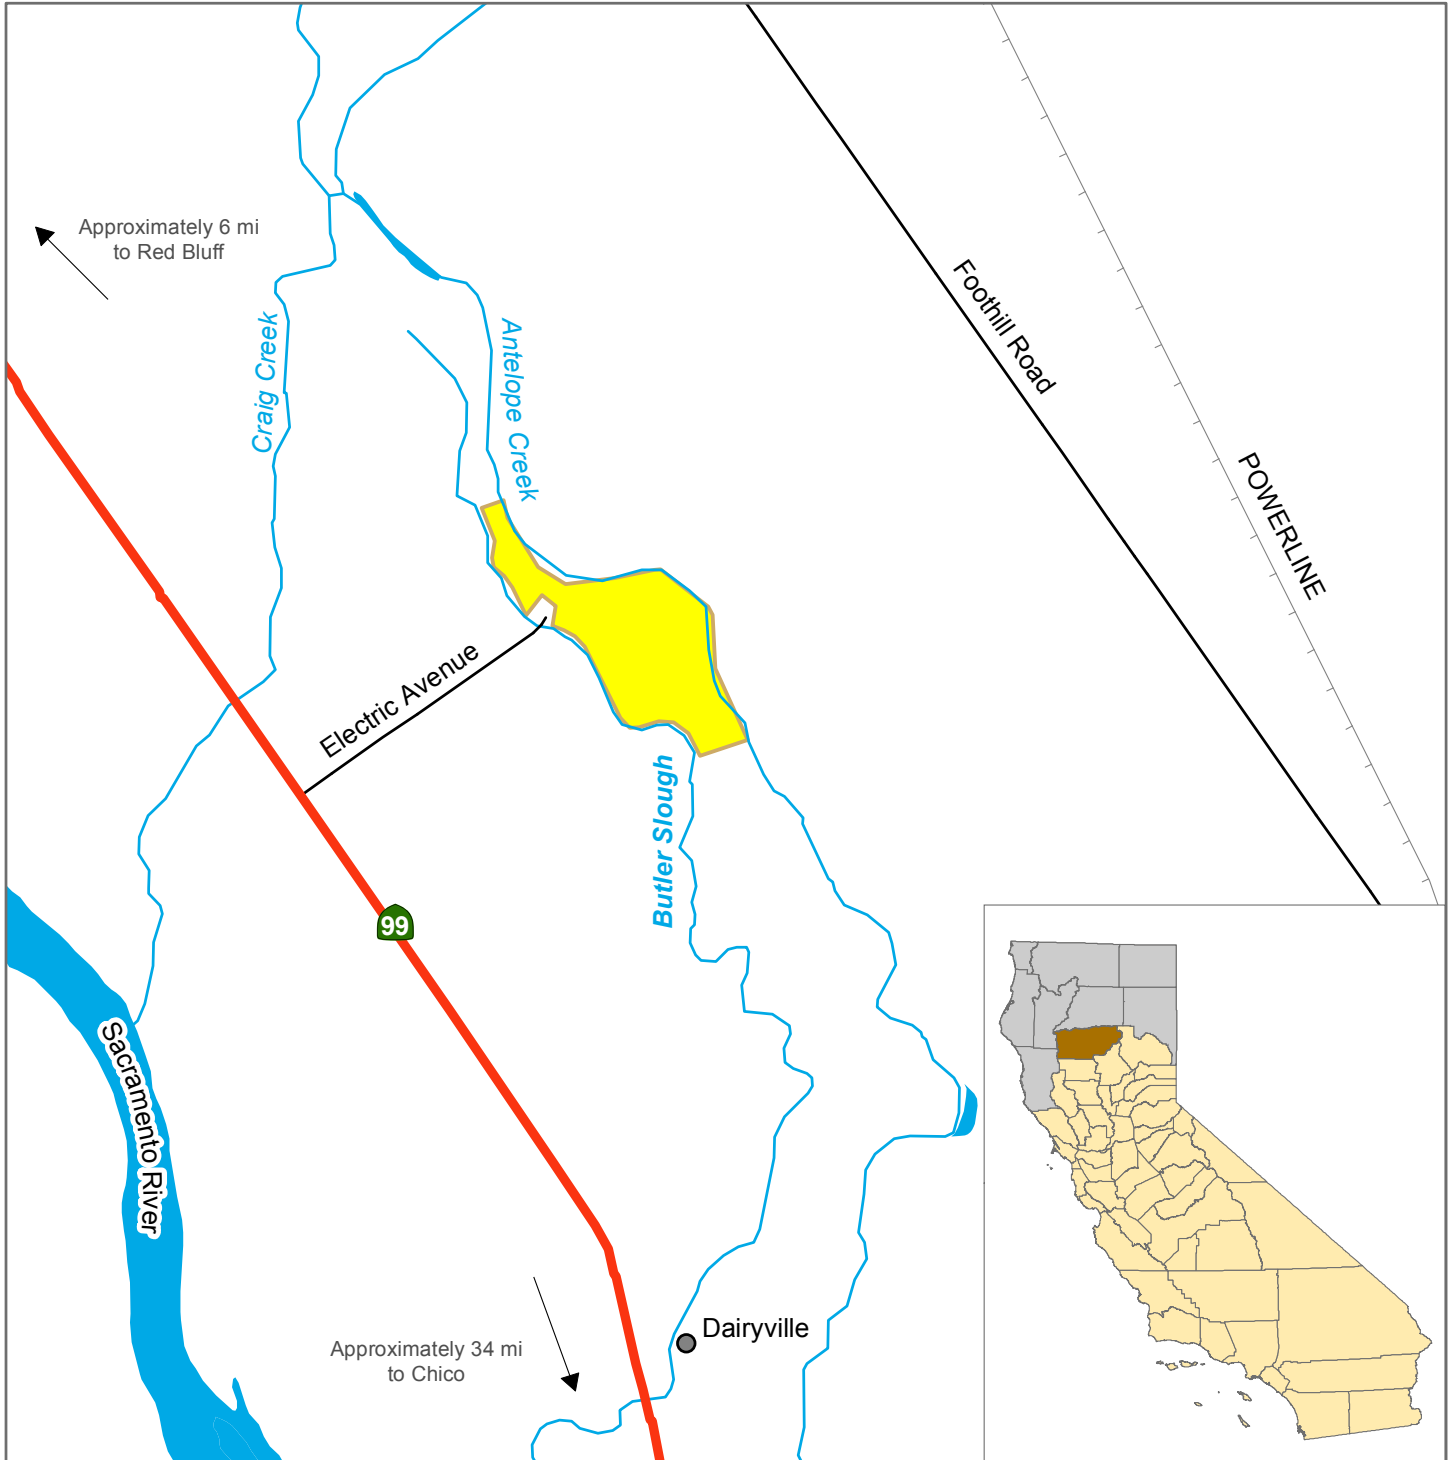 Approximately 6 mi
to Red Bluff
Foothill Road
Craig Creek
Antelope Creek
POWERLINE
Electric Avenue
Butler Slough
99
Sacramento River
Dairyville
Approximately 34 mi
to Chico